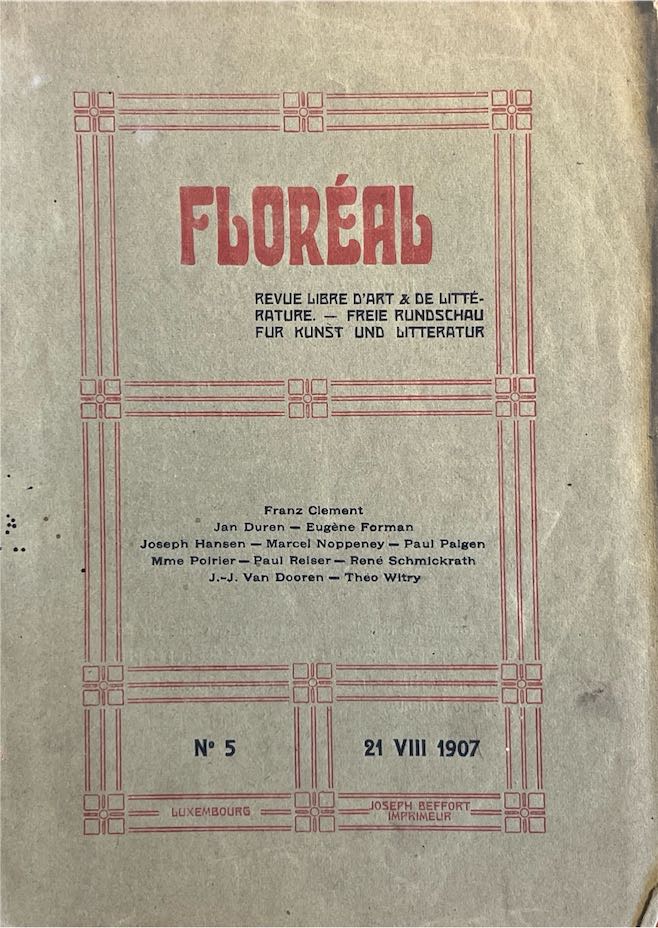 FLORÉAL
REVUE LIBRE D'ART & DE LITTÉ-
RATURE. — FREIE RUNDSCHAU
FUR KUNST UND LITTERATUR
Franz Clement
Jan Duren — Eugène Forman
Joseph Hansen — Marcel Noppeney — Paul Palgen
Mme Poirier — Paul Reiser — René Schmickrath
J.-J. Van Dooren — Théo Witry
Nº 5
21 VIII 1907
LUXEMBOURG
JOSEPH BEFFORT
IMPRIMEUR